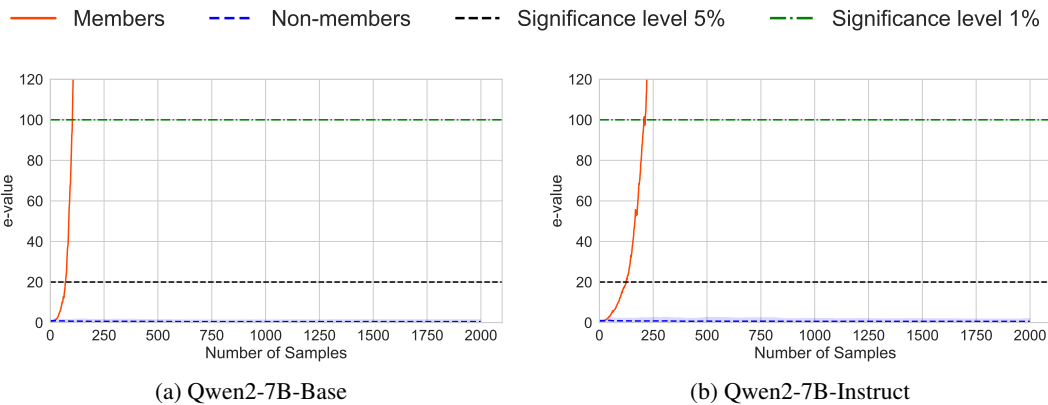 Members Non-members Significance level 5% Significance level 1%
120
100
80
60
40
20
0
e-value
0 250 500 750 1000 1250 1500 1750 2000
Number of Samples
(a) Qwen2-7B-Base
120
100
80
60
40
20
0
e-value
0 250 500 750 1000 1250 1500 1750 2000
Number of Samples
(b) Qwen2-7B-Instruct